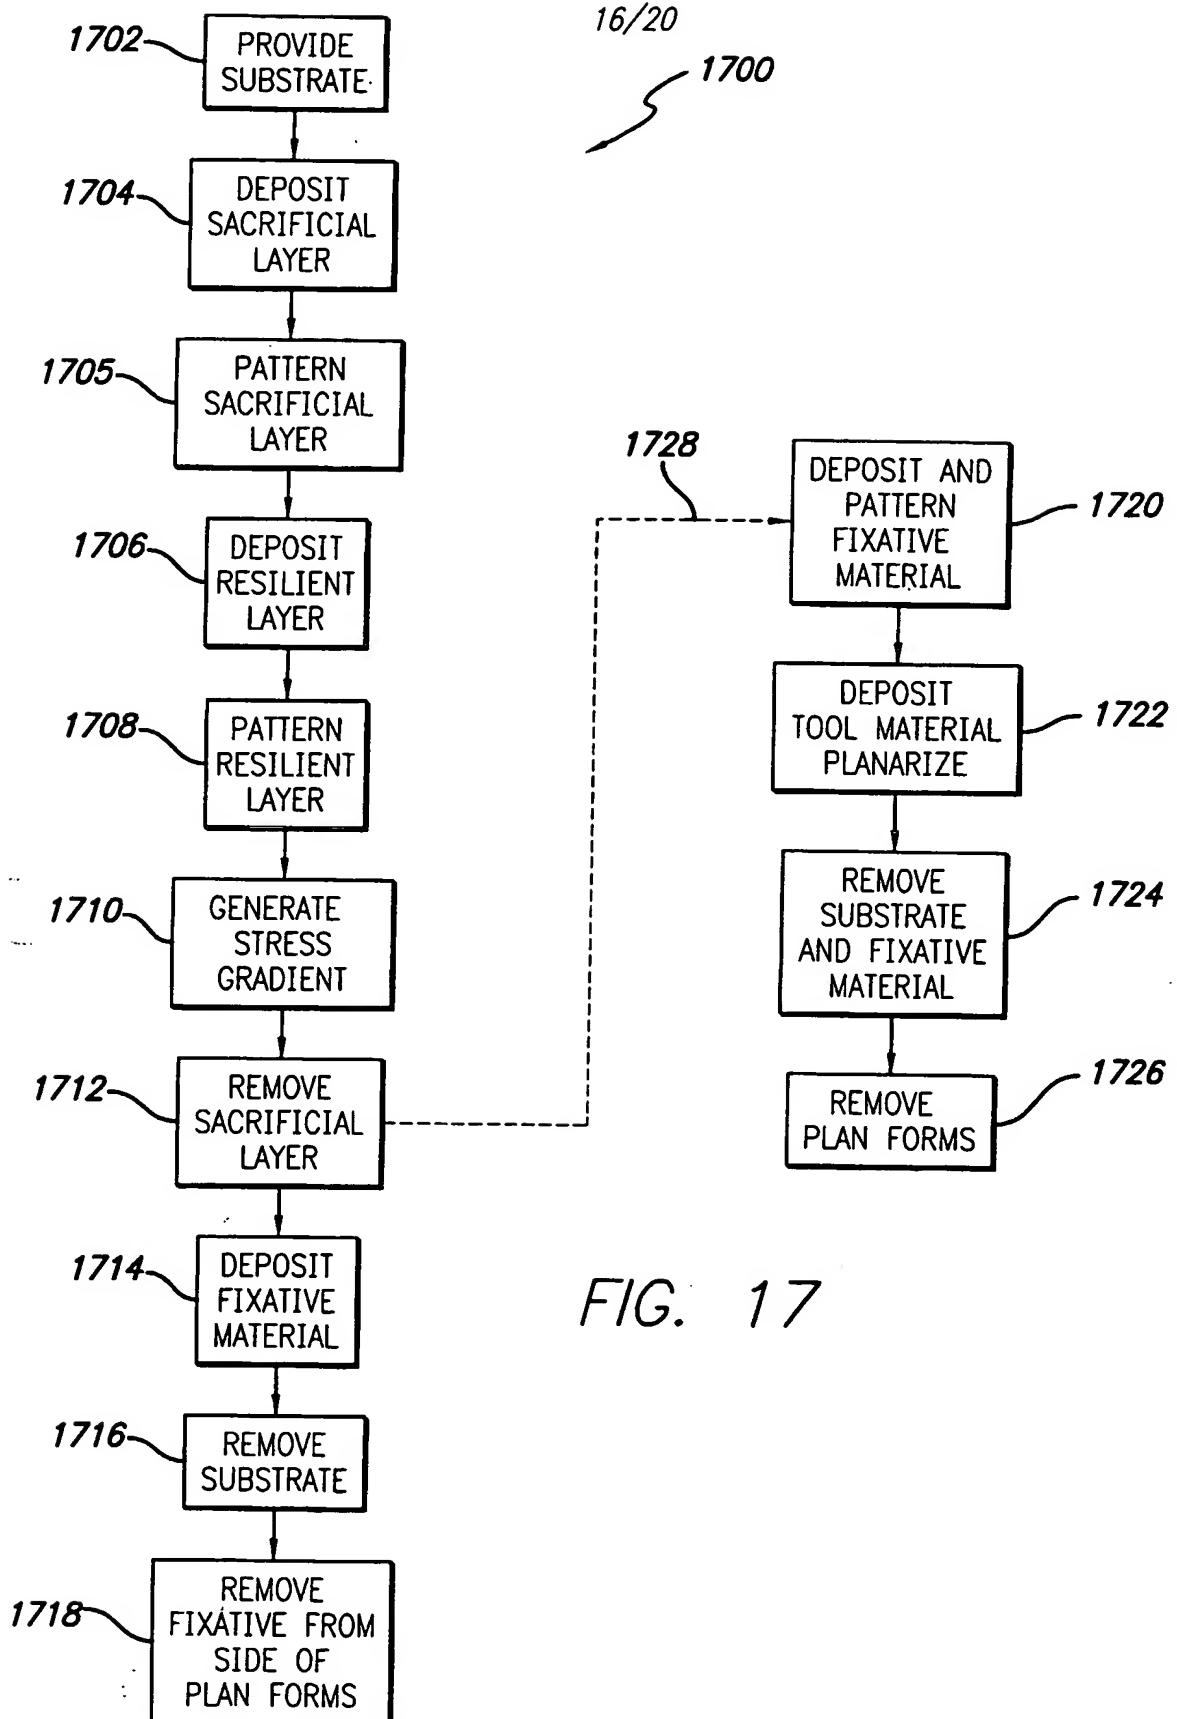 16/20
1700
1702
PROVIDE
SUBSTRATE
1704
DEPOSIT
SACRIFICIAL
LAYER
1705
PATTERN
SACRIFICIAL
LAYER
1706
DEPOSIT
RESILIENT
LAYER
1708
PATTERN
RESILIENT
LAYER
1710
GENERATE
STRESS
GRADIENT
1712
REMOVE
SACRIFICIAL
LAYER
1714
DEPOSIT
FIXATIVE
MATERIAL
1716
REMOVE
SUBSTRATE
1718
REMOVE
FIXATIVE FROM
SIDE OF
PLAN FORMS
1728
DEPOSIT AND
PATTERN
FIXATIVE
MATERIAL
1720
DEPOSIT
TOOL MATERIAL
PLANARIZE
1722
REMOVE
SUBSTRATE
AND FIXATIVE
MATERIAL
1724
REMOVE
PLAN FORMS
1726
FIG. 17